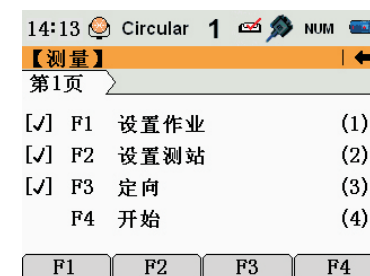 14:13 Circular 1 NUM
【测量】
第1页
[✓] F1 设置作业 (1)
[✓] F2 设置测站 (2)
[✓] F3 定向 (3)
F4 开始 (4)
F1 F2 F3 F4